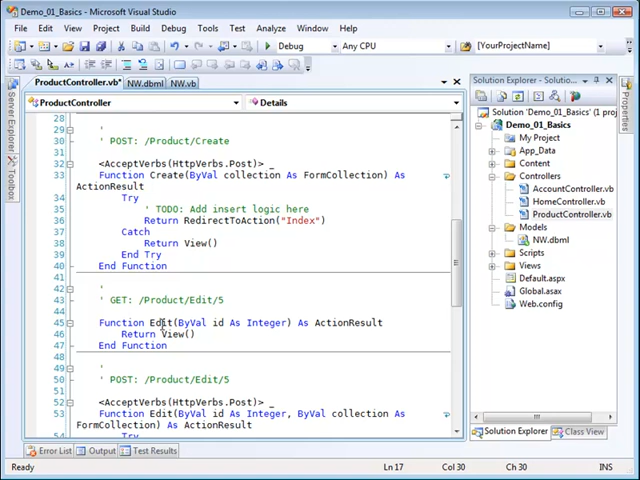 Demo_01_Basics - Microsoft Visual Studio
File Edit View Project Build Debug Data Tools Test Analyze Window Help
Debug Any CPU [YourProjectName]
ProductController.vb* NW.dbml NW.vb
ProductController Details
28
29 '
30 ' POST: /Product/Create
31
32 <AcceptVerbs(HttpVerbs.Post)> _
33 Function Create(ByVal collection As FormCollection) As
ActionResult
34 Try
35 ' TODO: Add insert logic here
36 Return RedirectToAction("Index")
37 Catch
38 Return View()
39 End Try
40 End Function
41
42 '
43 ' GET: /Product/Edit/5
44
45 Function Edit(ByVal id As Integer) As ActionResult
46 Return View()
47 End Function
48
49 '
50 ' POST: /Product/Edit/5
51
52 <AcceptVerbs(HttpVerbs.Post)> _
53 Function Edit(ByVal id As Integer, ByVal collection As
FormCollection) As ActionResult
54 Try
Server Explorer
Toolbox
Solution Explorer - Solutio...
Solution 'Demo_01_Basics' (1 proj
Demo_01_Basics
My Project
App_Data
Content
Controllers
AccountController.vb
HomeController.vb
ProductController.vb
Models
NW.dbml
Scripts
Views
Default.aspx
Global.asax
Web.config
Properties
Solution Explorer Class View
Error List Output Test Results
Ready Ln 17 Col 30 Ch 30 INS